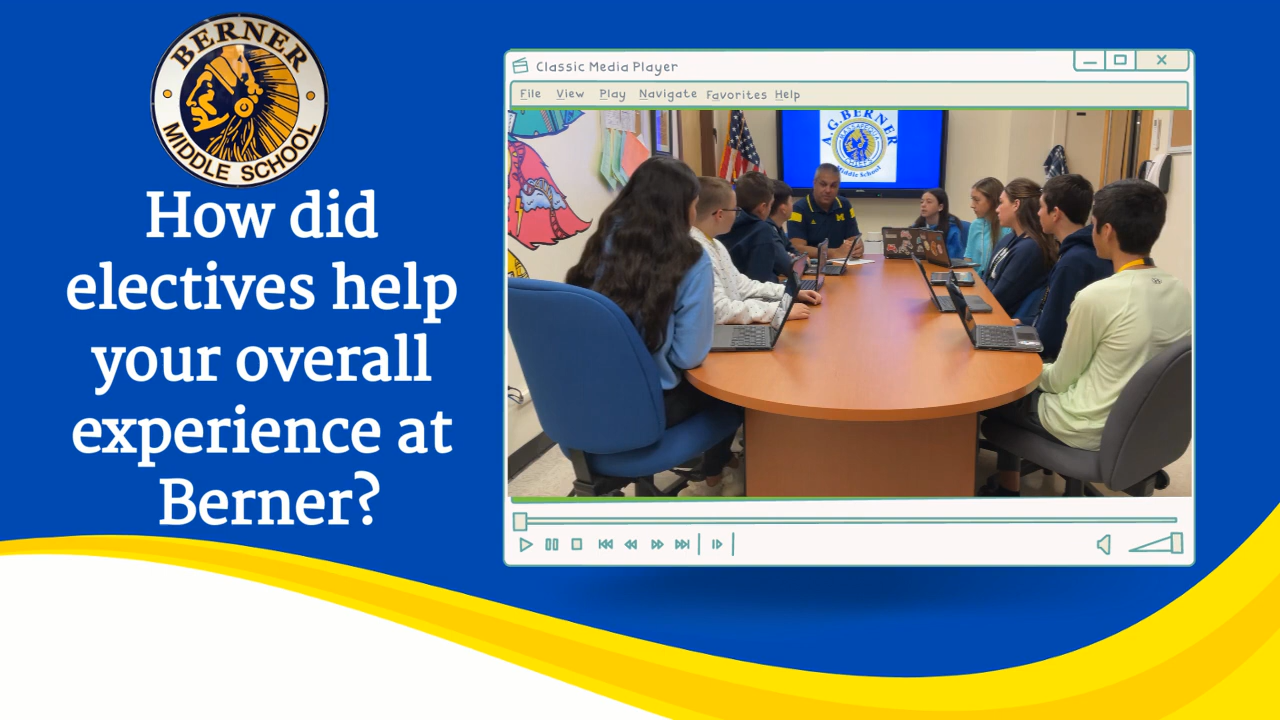 BERNER
MIDDLE SCHOOL
How did
electives help
your overall
experience at
Berner?
Classic Media Player
File View Play Navigate Favorites Help
A.G. BERNER
MASSAPEQUA
Middle School
M